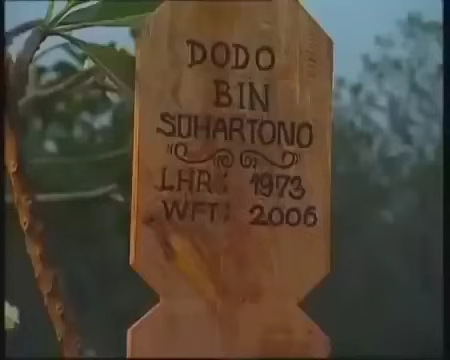 DODO
BIN
SUHARTONO
LHR : 1973
WFT : 2006